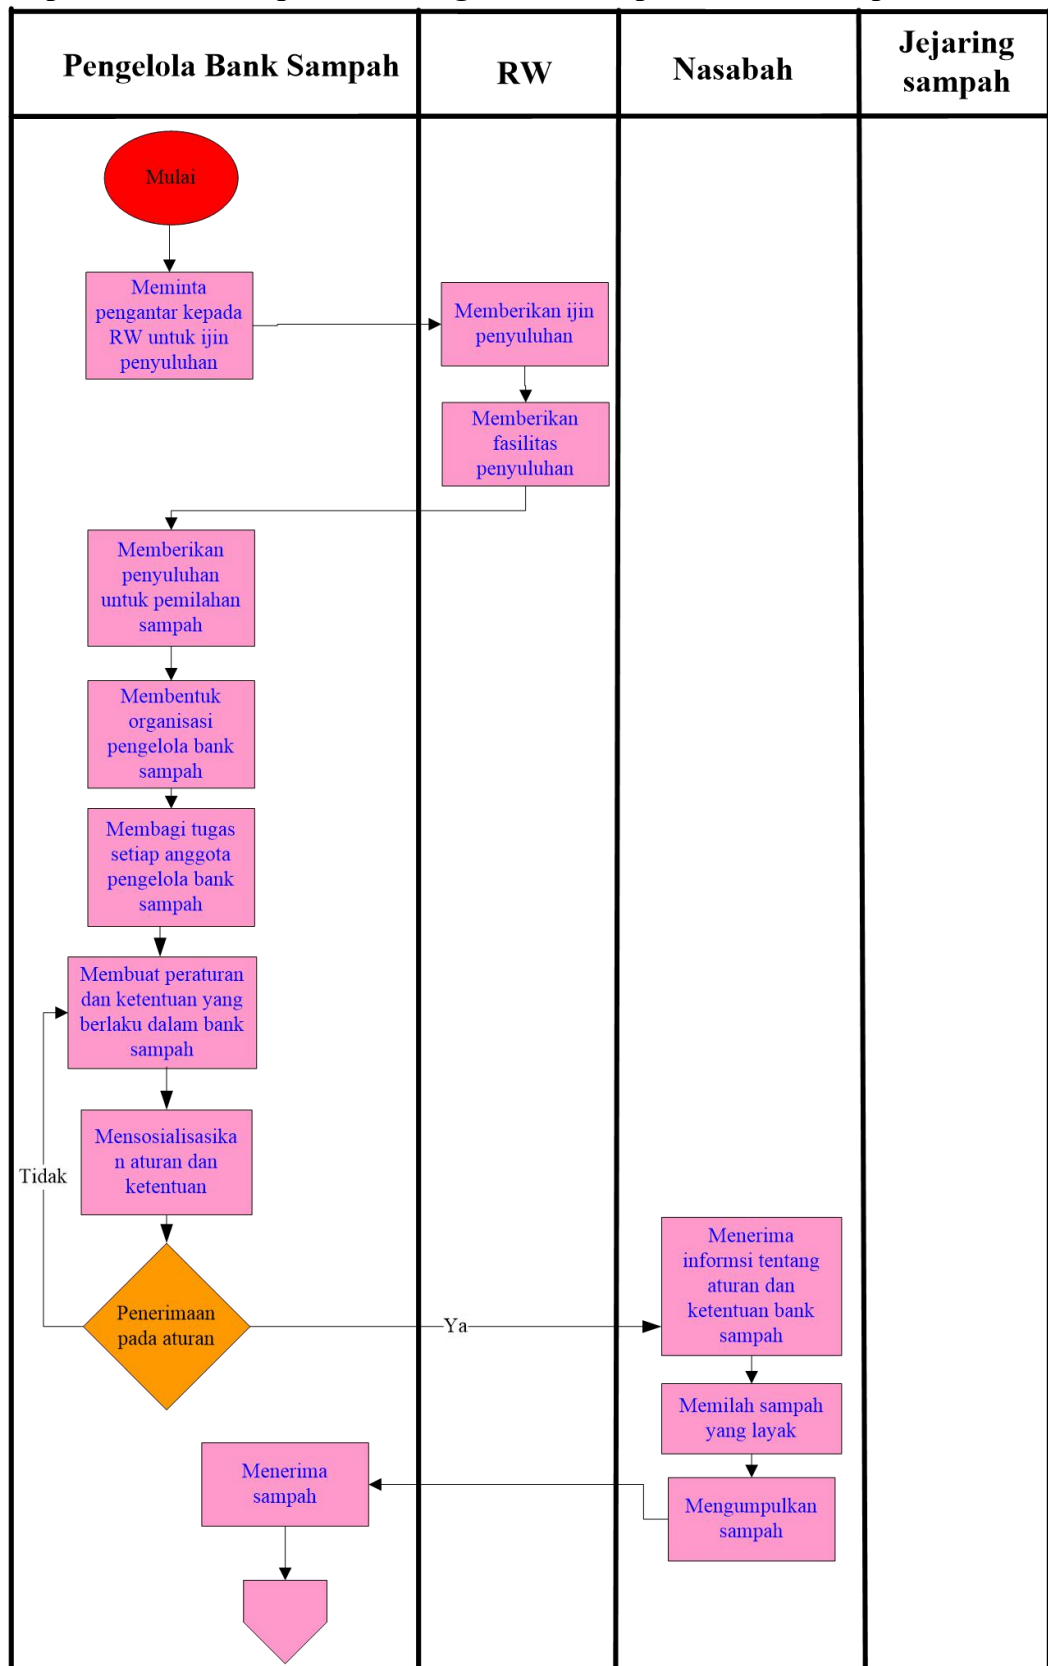 Pengelola Bank Sampah
RW
Nasabah
Jejaring
sampah
Mulai
Meminta
pengantar kepada
RW untuk ijin
penyuluhan
Memberikan ijin
penyuluhan
Memberikan
fasilitas
penyuluhan
Memberikan
penyuluhan
untuk pemilahan
sampah
Membentuk
organisasi
pengelola bank
sampah
Membagi tugas
setiap anggota
pengelola bank
sampah
Membuat peraturan
dan ketentuan yang
berlaku dalam bank
sampah
Mensosialisasika
n aturan dan
ketentuan
Tidak
Penerimaan
pada aturan
Ya
Menerima
informsi tentang
aturan dan
ketentuan bank
sampah
Memilah sampah
yang layak
Mengumpulkan
sampah
Menerima
sampah